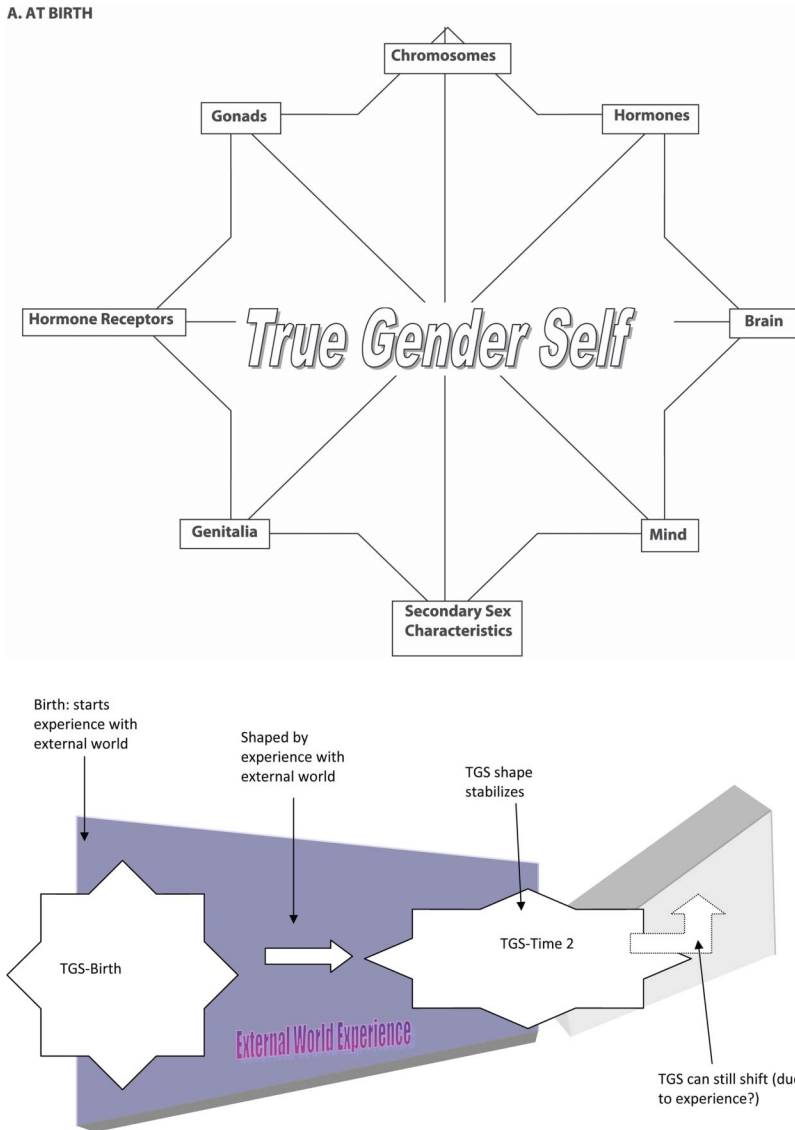 A. AT BIRTH
Chromosomes
Gonads
Hormones
Hormone Receptors
True Gender Self
Brain
Genitalia
Mind
Secondary Sex
Characteristics
Birth: starts
experience with
external world
Shaped by
experience with
external world
TGS shape
stabilizes
TGS-Birth
TGS-Time 2
External World Experience
TGS can still shift (due
to experience?)